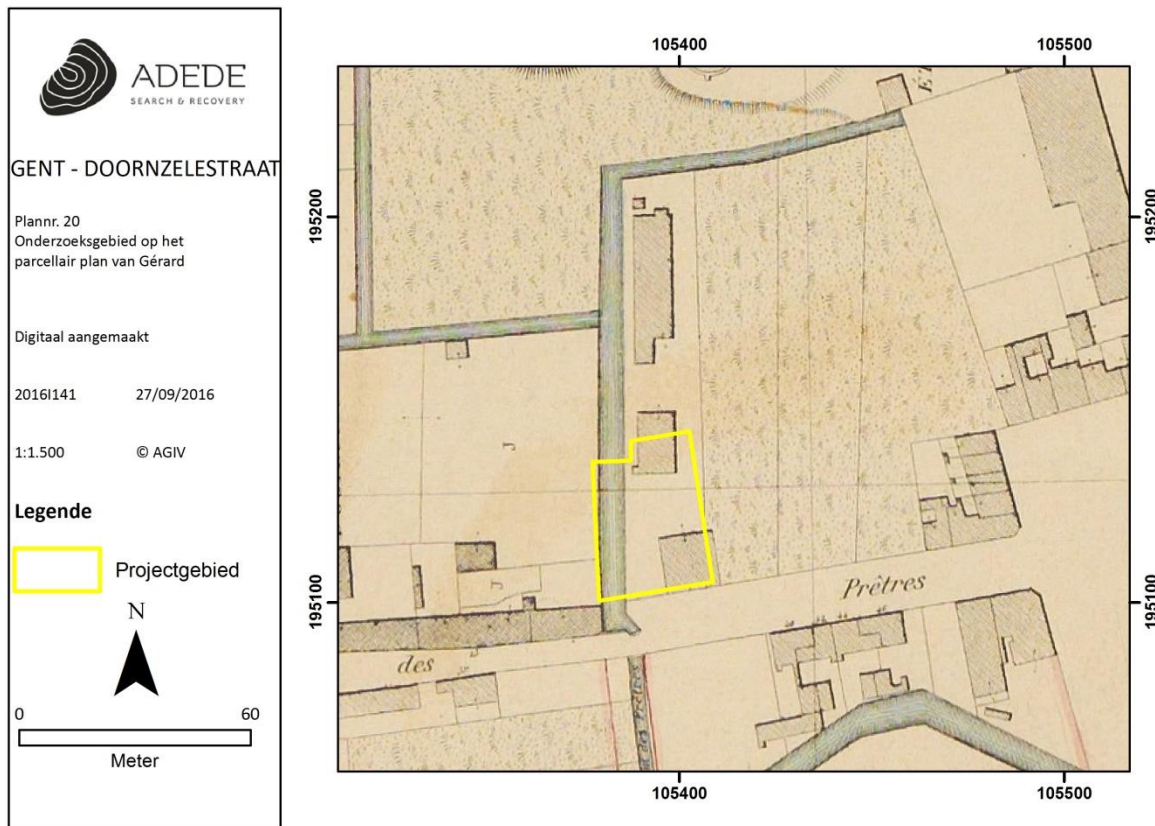 ADEDE
SEARCH & RECOVERY
GENT - DOORNZELESTRAAT
Plannr. 20
Onderzoeksgebied op het
parcellair plan van Gérard
Digitaal aangemaakt
2016I141 27/09/2016
1:1.500 © AGIV
Legende
Projectgebied
N
0 60
Meter
105400 105500
195200 195200
J
J
195100 195100
Prêtres
des
des Prêtres
105400 105500